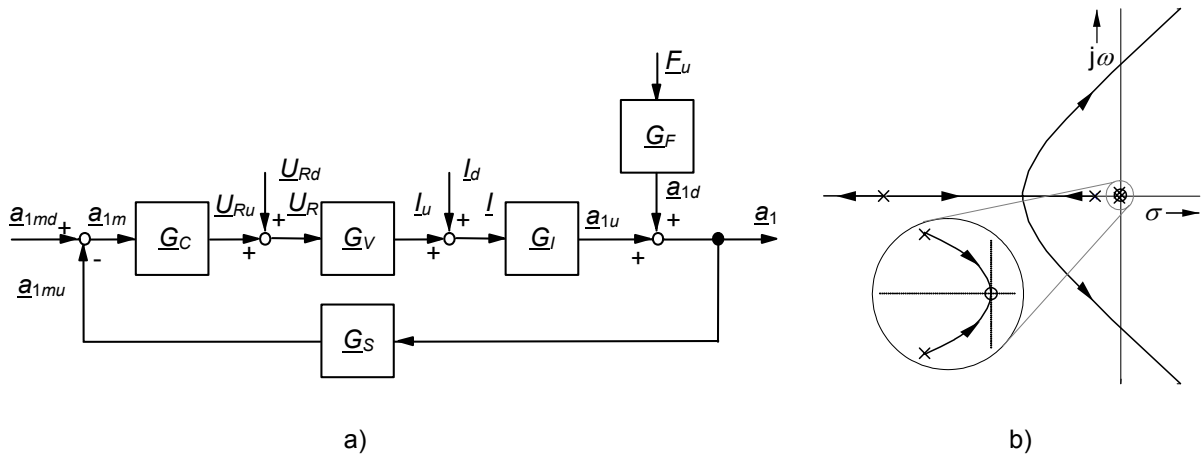 F_u
G_F
U_Rd
I_d
a_1d
a_1md + a_1m U_Ru + U_R I_u + I a_1u + a_1
G_C G_V G_I
- + + +
a_1mu
G_S
a)
jω
σ
b)